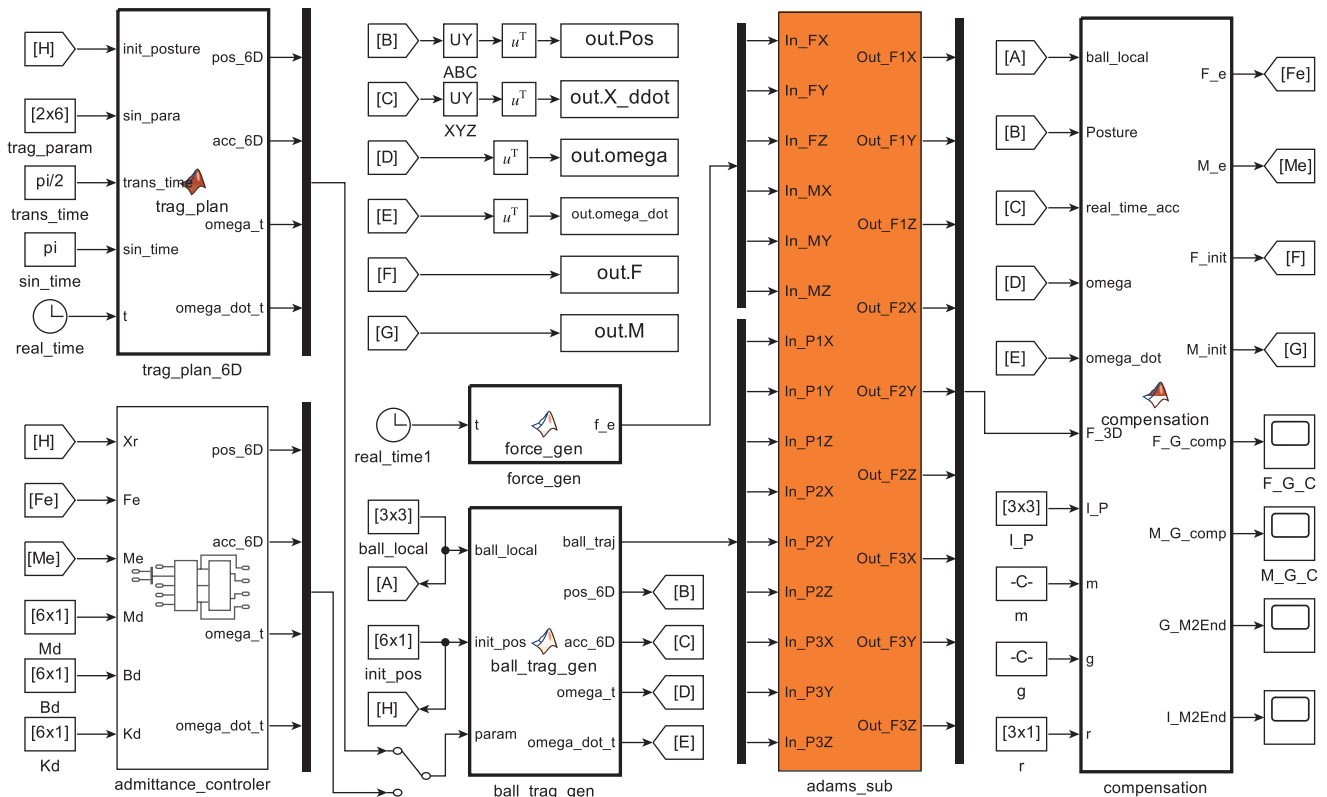 [H]
init_posture
pos_6D
[2x6]
sin_para
trag_param
acc_6D
pi/2
trans_time
trans_time
trag_plan
omega_t
pi
sin_time
sin_time
omega_dot_t
t
real_time
trag_plan_6D
[H]
Xr
pos_6D
[Fe]
Fe
acc_6D
[Me]
Me
[6x1]
Md
Md
omega_t
[6x1]
Bd
Bd
omega_dot_t
[6x1]
Kd
Kd
admittance_controler
[B]
UY
ABC
uT
out.Pos
[C]
UY
XYZ
uT
out.X_ddot
[D]
uT
out.omega
[E]
uT
out.omega_dot
[F]
out.F
[G]
out.M
real_time1
t
f_e
force_gen
force_gen
[3x3]
ball_local
[A]
ball_local
ball_traj
pos_6D
[B]
[6x1]
init_pos
[H]
init_pos
acc_6D
[C]
ball_trag_gen
omega_t
[D]
param
omega_dot_t
[E]
ball_trag_gen
In_FX
In_FY
In_FZ
In_MX
In_MY
In_MZ
In_P1X
In_P1Y
In_P1Z
In_P2X
In_P2Y
In_P2Z
In_P3X
In_P3Y
In_P3Z
Out_F1X
Out_F1Y
Out_F1Z
Out_F2X
Out_F2Y
Out_F2Z
Out_F3X
Out_F3Y
Out_F3Z
adams_sub
[A]
ball_local
[B]
Posture
[C]
real_time_acc
[D]
omega
[E]
omega_dot
F_3D
compensation
[3x3]
I_P
I_P
-C-
m
m
-C-
g
g
[3x1]
r
r
F_e
[Fe]
M_e
[Me]
F_init
[F]
M_init
[G]
F_G_comp
F_G_C
M_G_comp
M_G_C
G_M2End
I_M2End
compensation